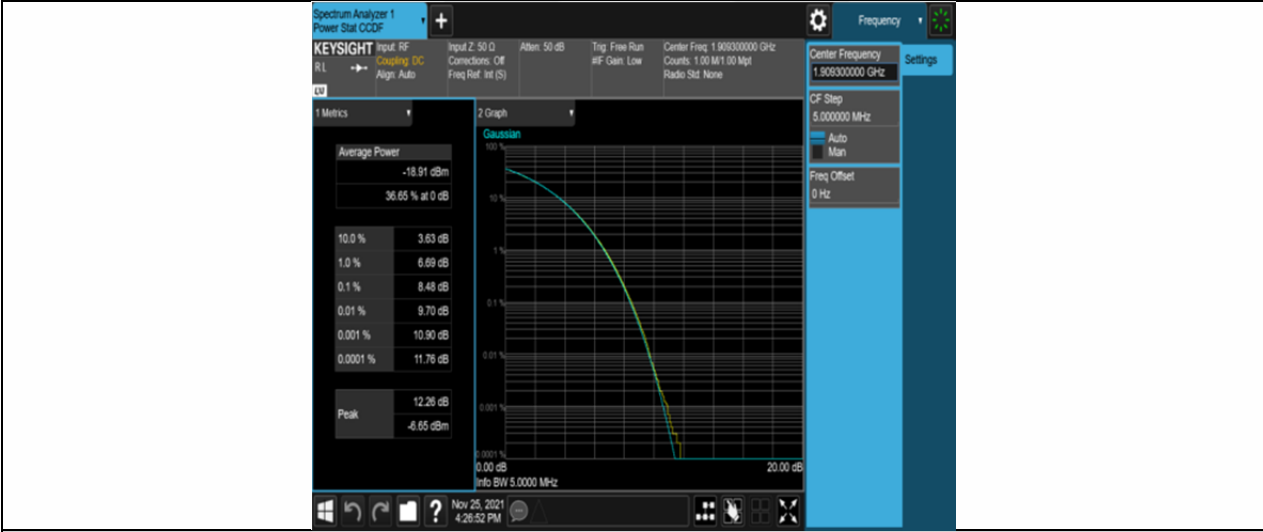 Spectrum Analyzer 1
Power Stat CCDF
+
Frequency
KEYSIGHT
Input: RF
Coupling: DC
Align: Auto
Input Z: 50 Ω
Corrections: Off
Freq Ref: Int (S)
Atten: 50 dB
Trig: Free Run
#IF Gain: Low
Center Freq: 1.909300000 GHz
Counts: 1.00 M/1.00 Mpt
Radio Std: None
R L
Center Frequency
1.909300000 GHz
Settings
CF Step
5.000000 MHz
Auto
Man
Freq Offset
0 Hz
1 Metrics
Average Power
-18.91 dBm
36.65 % at 0 dB
10.0 % 3.63 dB
1.0 % 6.69 dB
0.1 % 8.48 dB
0.01 % 9.70 dB
0.001 % 10.90 dB
0.0001 % 11.76 dB
Peak
12.26 dB
-6.65 dBm
2 Graph
Gaussian
100 %
10 %
1 %
0.1 %
0.01 %
0.001 %
0.0001 %
0.00 dB 20.00 dB
Info BW 5.0000 MHz
?
Nov 25, 2021
4:26:52 PM